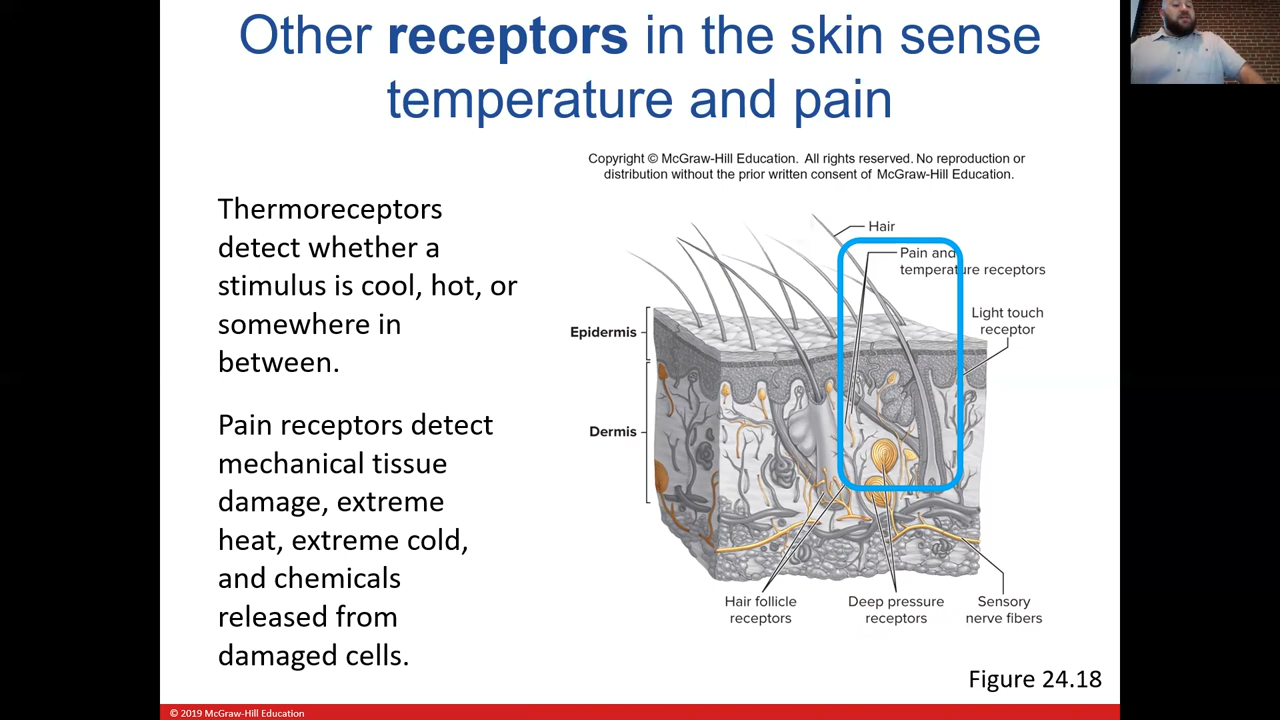 Other receptors in the skin sense
temperature and pain
Copyright © McGraw-Hill Education. All rights reserved. No reproduction or
distribution without the prior written consent of McGraw-Hill Education.
Thermoreceptors
detect whether a
stimulus is cool, hot, or
somewhere in
between.
Pain receptors detect
mechanical tissue
damage, extreme
heat, extreme cold,
and chemicals
released from
damaged cells.
Hair
Pain and
temperature receptors
Light touch
receptor
Epidermis
Dermis
Hair follicle
receptors
Deep pressure
receptors
Sensory
nerve fibers
Figure 24.18
© 2019 McGraw-Hill Education